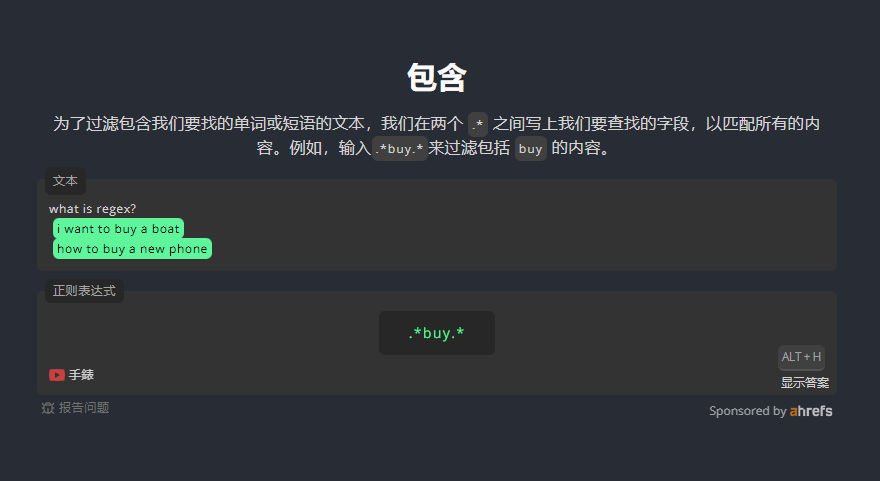 包含
为了过滤包含我们要找的单词或短语的文本，我们在两个 .* 之间写上我们要查找的字段，以匹配所有的内
容。例如，输入 .*buy.* 来过滤包括 buy 的内容。
文本
what is regex?
i want to buy a boat
how to buy a new phone
正则表达式
.*buy.*
ALT + H
手錶
显示答案
报告问题
Sponsored by ahrefs